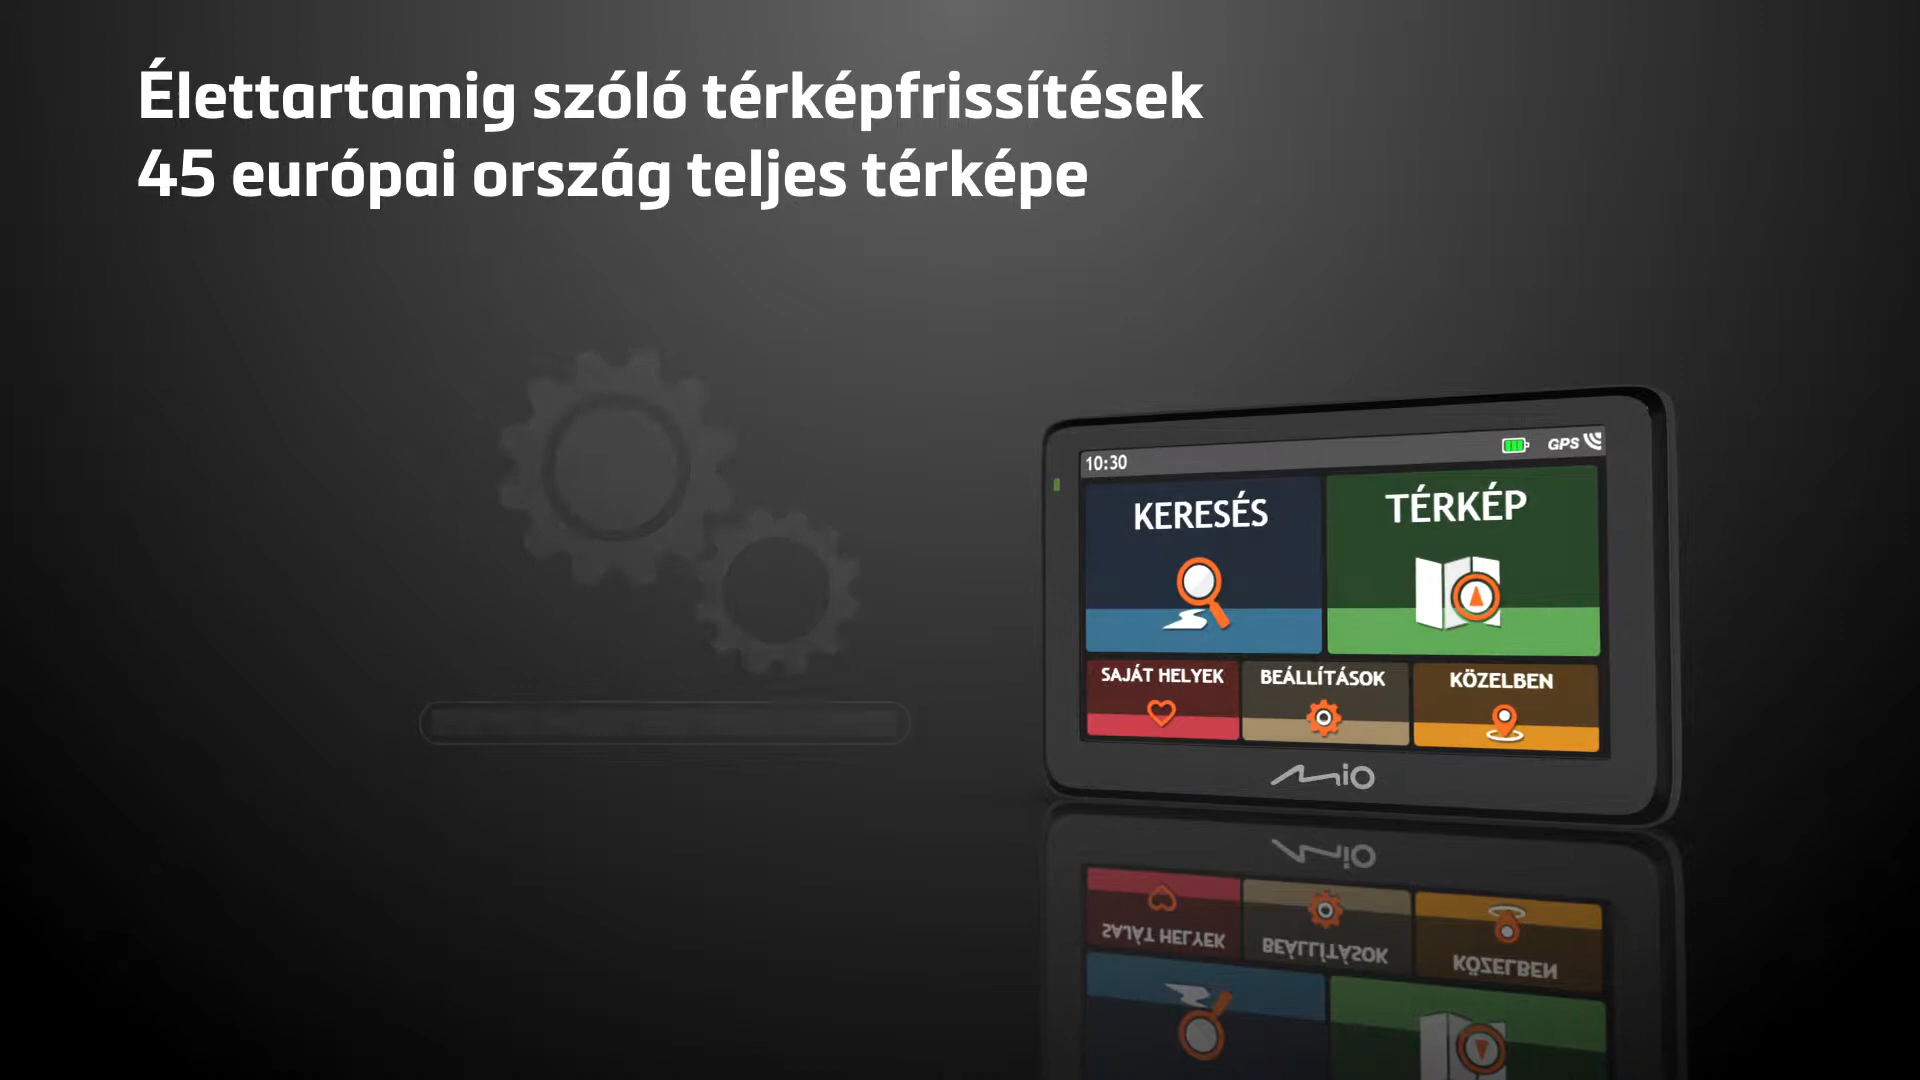 Élettartamig szóló térképfrissítések
45 európai ország teljes térképe
10:30
GPS
KERESÉS
TÉRKÉP
SAJÁT HELYEK
BEÁLLÍTÁSOK
KÖZELBEN
Mio